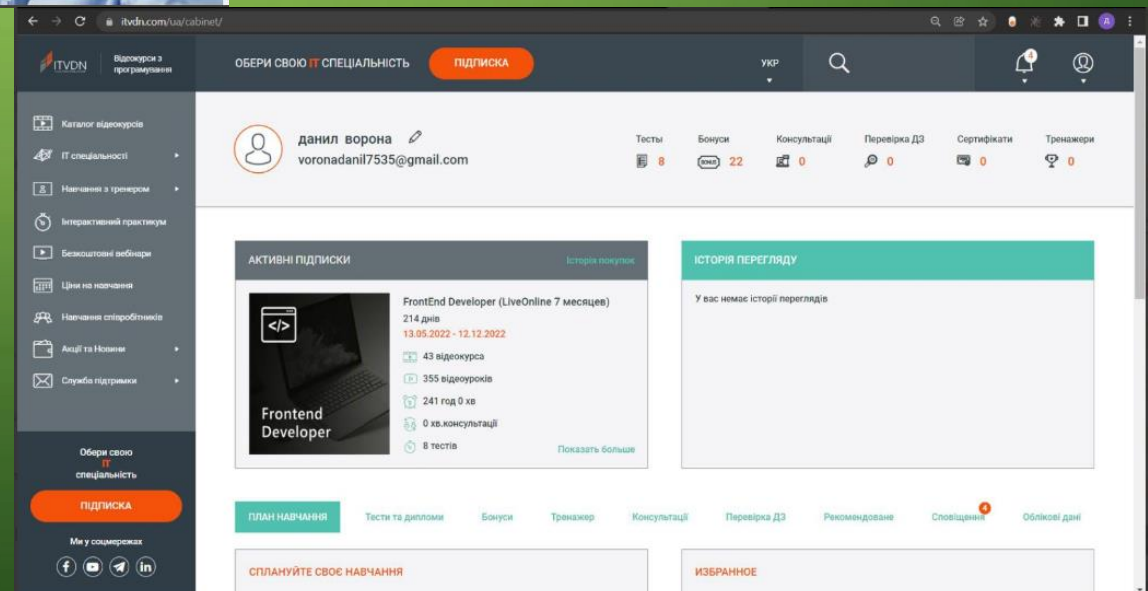 itvdn.com/ua/cabinet/
ITVDN
Відеокурси з
програмування
ОБЕРИ СВОЮ IT СПЕЦІАЛЬНІСТЬ
ПІДПИСКА
УКР
4
Каталог відеокурсів
IT спеціальності
Навчання з тренером
Інтерактивний практикум
Безкоштовні вебінари
Ціни на навчання
Навчання співробітників
Акції та Новини
Служба підтримки
Обери свою
IT
спеціальність
ПІДПИСКА
Ми у соцмережах
данил ворона
voronadanil7535@gmail.com
Тесты
8
Бонуси
22
Консультації
0
Перевірка ДЗ
0
Сертифікати
0
Тренажери
0
АКТИВНІ ПІДПИСКИ
Історія покупок
Frontend
Developer
FrontEnd Developer (LiveOnline 7 месяцев)
214 днів
13.05.2022 - 12.12.2022
43 відеокурса
355 відеоуроків
241 год 0 хв
0 хв.консультації
8 тестів
Показать больше
ІСТОРІЯ ПЕРЕГЛЯДУ
У вас немає історії переглядів
ПЛАН НАВЧАННЯ
Тести та дипломи
Бонуси
Тренажер
Консультації
Перевірка ДЗ
Рекомендоване
Сповіщення
4
Облікові дані
СПЛАНУЙТЕ СВОЄ НАВЧАННЯ
ИЗБРАННОЕ